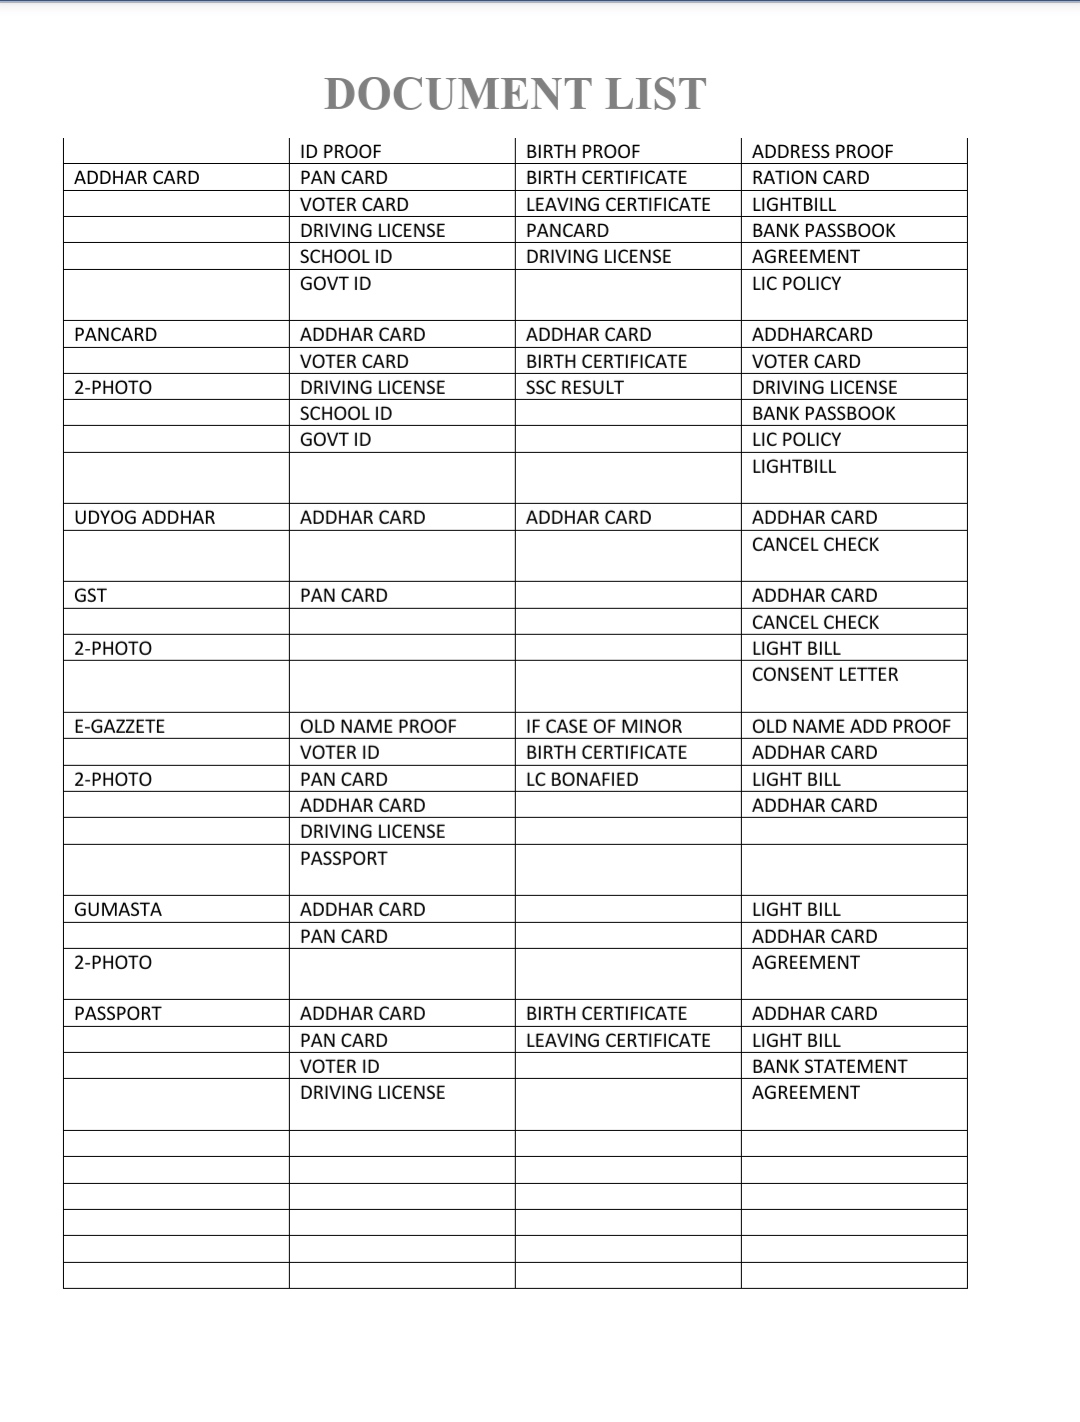 DOCUMENT LIST
ID PROOF BIRTH PROOF ADDRESS PROOF
ADDHAR CARD PAN CARD BIRTH CERTIFICATE RATION CARD
VOTER CARD LEAVING CERTIFICATE LIGHTBILL
DRIVING LICENSE PANCARD BANK PASSBOOK
SCHOOL ID DRIVING LICENSE AGREEMENT
GOVT ID LIC POLICY
PANCARD ADDHAR CARD ADDHAR CARD ADDHARCARD
VOTER CARD BIRTH CERTIFICATE VOTER CARD
2-PHOTO DRIVING LICENSE SSC RESULT DRIVING LICENSE
SCHOOL ID BANK PASSBOOK
GOVT ID LIC POLICY
LIGHTBILL
UDYOG ADDHAR ADDHAR CARD ADDHAR CARD ADDHAR CARD
CANCEL CHECK
GST PAN CARD ADDHAR CARD
CANCEL CHECK
2-PHOTO LIGHT BILL
CONSENT LETTER
E-GAZZETE OLD NAME PROOF IF CASE OF MINOR OLD NAME ADD PROOF
VOTER ID BIRTH CERTIFICATE ADDHAR CARD
2-PHOTO PAN CARD LC BONAFIED LIGHT BILL
ADDHAR CARD ADDHAR CARD
DRIVING LICENSE
PASSPORT
GUMASTA ADDHAR CARD LIGHT BILL
PAN CARD ADDHAR CARD
2-PHOTO AGREEMENT
PASSPORT ADDHAR CARD BIRTH CERTIFICATE ADDHAR CARD
PAN CARD LEAVING CERTIFICATE LIGHT BILL
VOTER ID BANK STATEMENT
DRIVING LICENSE AGREEMENT